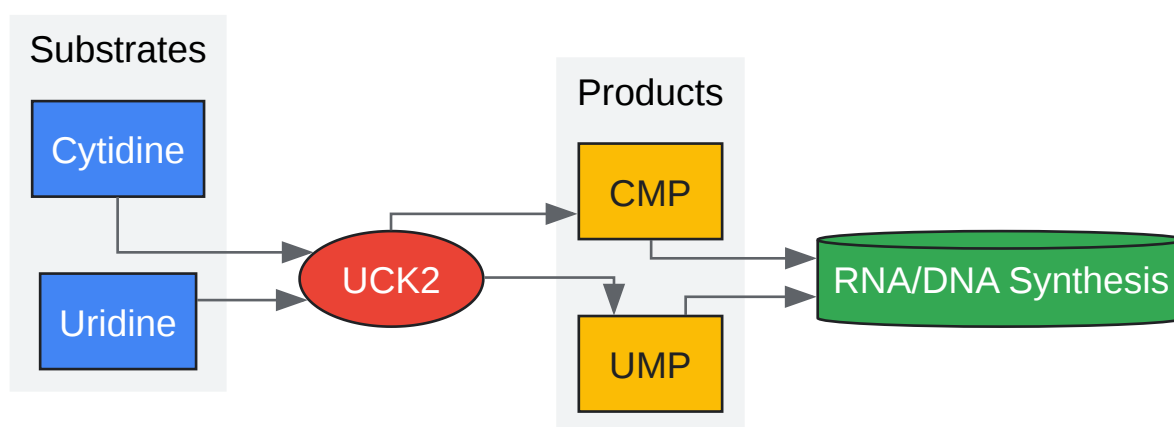 Substrates
Cytidine
Uridine
UCK2
Products
CMP
UMP
RNA/DNA Synthesis